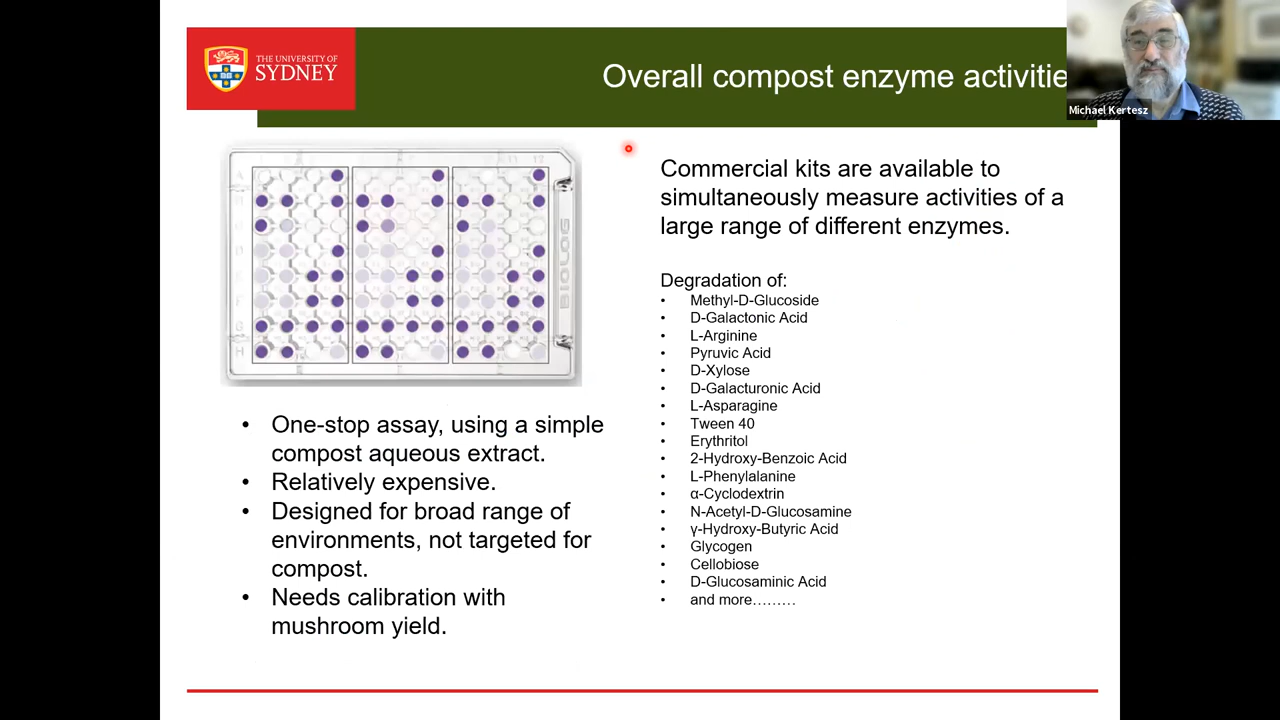 THE UNIVERSITY OF
SYDNEY
Overall compost enzyme activitie
Michael Kertesz
Commercial kits are available to
simultaneously measure activities of a
large range of different enzymes.
Degradation of:
• Methyl-D-Glucoside
• D-Galactonic Acid
• L-Arginine
• Pyruvic Acid
• D-Xylose
• D-Galacturonic Acid
• L-Asparagine
• Tween 40
• Erythritol
• 2-Hydroxy-Benzoic Acid
• L-Phenylalanine
• α-Cyclodextrin
• N-Acetyl-D-Glucosamine
• γ-Hydroxy-Butyric Acid
• Glycogen
• Cellobiose
• D-Glucosaminic Acid
• and more………
BIOLOG
A
D
E
F
G
H
11 12
• One-stop assay, using a simple
compost aqueous extract.
• Relatively expensive.
• Designed for broad range of
environments, not targeted for
compost.
• Needs calibration with
mushroom yield.